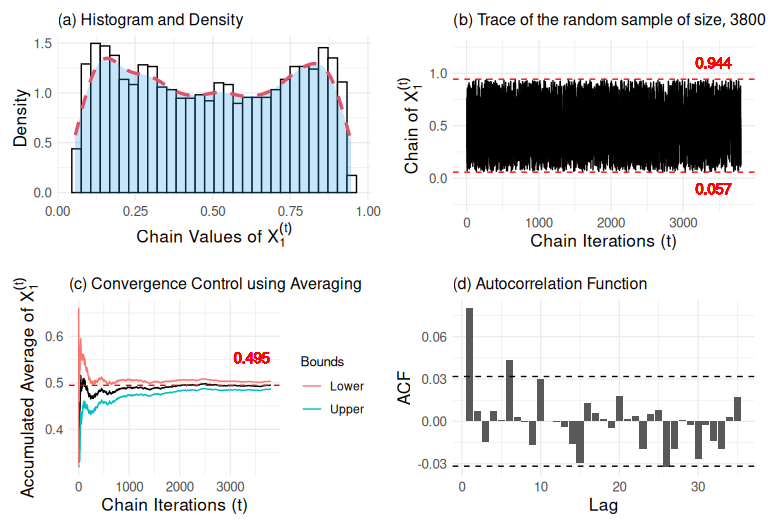 (a) Histogram and Density
1.5
1.0
0.5
0.0
Density
0.00 0.25 0.50 0.75 1.00
Chain Values of X₁⁽ᵗ⁾
(b) Trace of the random sample of size, 3800
0.944
1.0
0.5
0.0
Chain of X₁⁽ᵗ⁾
0.057
0 1000 2000 3000
Chain Iterations (t)
(c) Convergence Control using Averaging
0.6
0.5
0.4
Accumulated Average of X₁⁽ᵗ⁾
0.495
Bounds
Lower
Upper
0 1000 2000 3000
Chain Iterations (t)
(d) Autocorrelation Function
0.06
0.03
0.00
-0.03
ACF
0 10 20 30
Lag